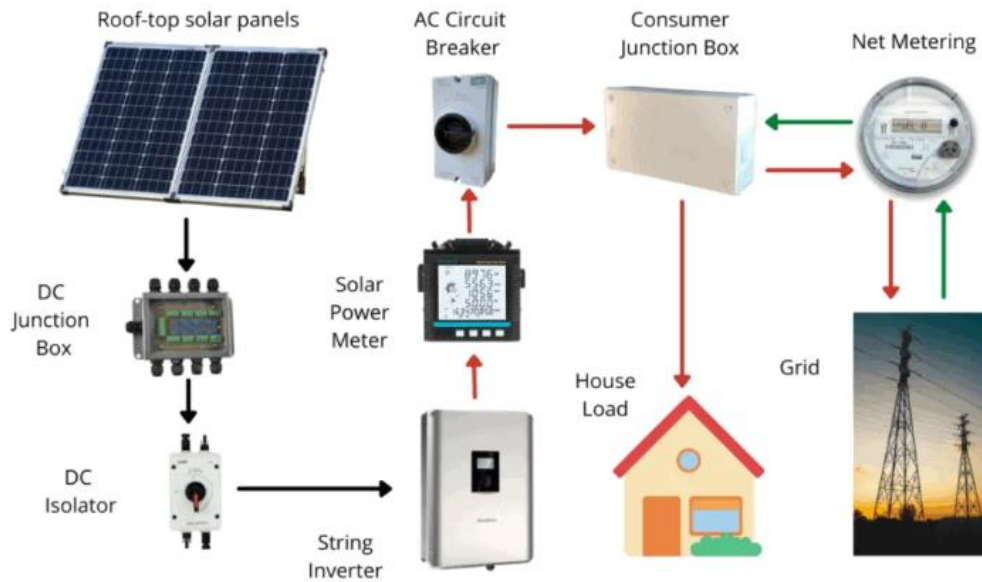 Roof-top solar panels
AC Circuit
Breaker
Consumer
Junction Box
Net Metering
DC
Junction
Box
Solar
Power
Meter
House
Load
Grid
DC
Isolator
String
Inverter